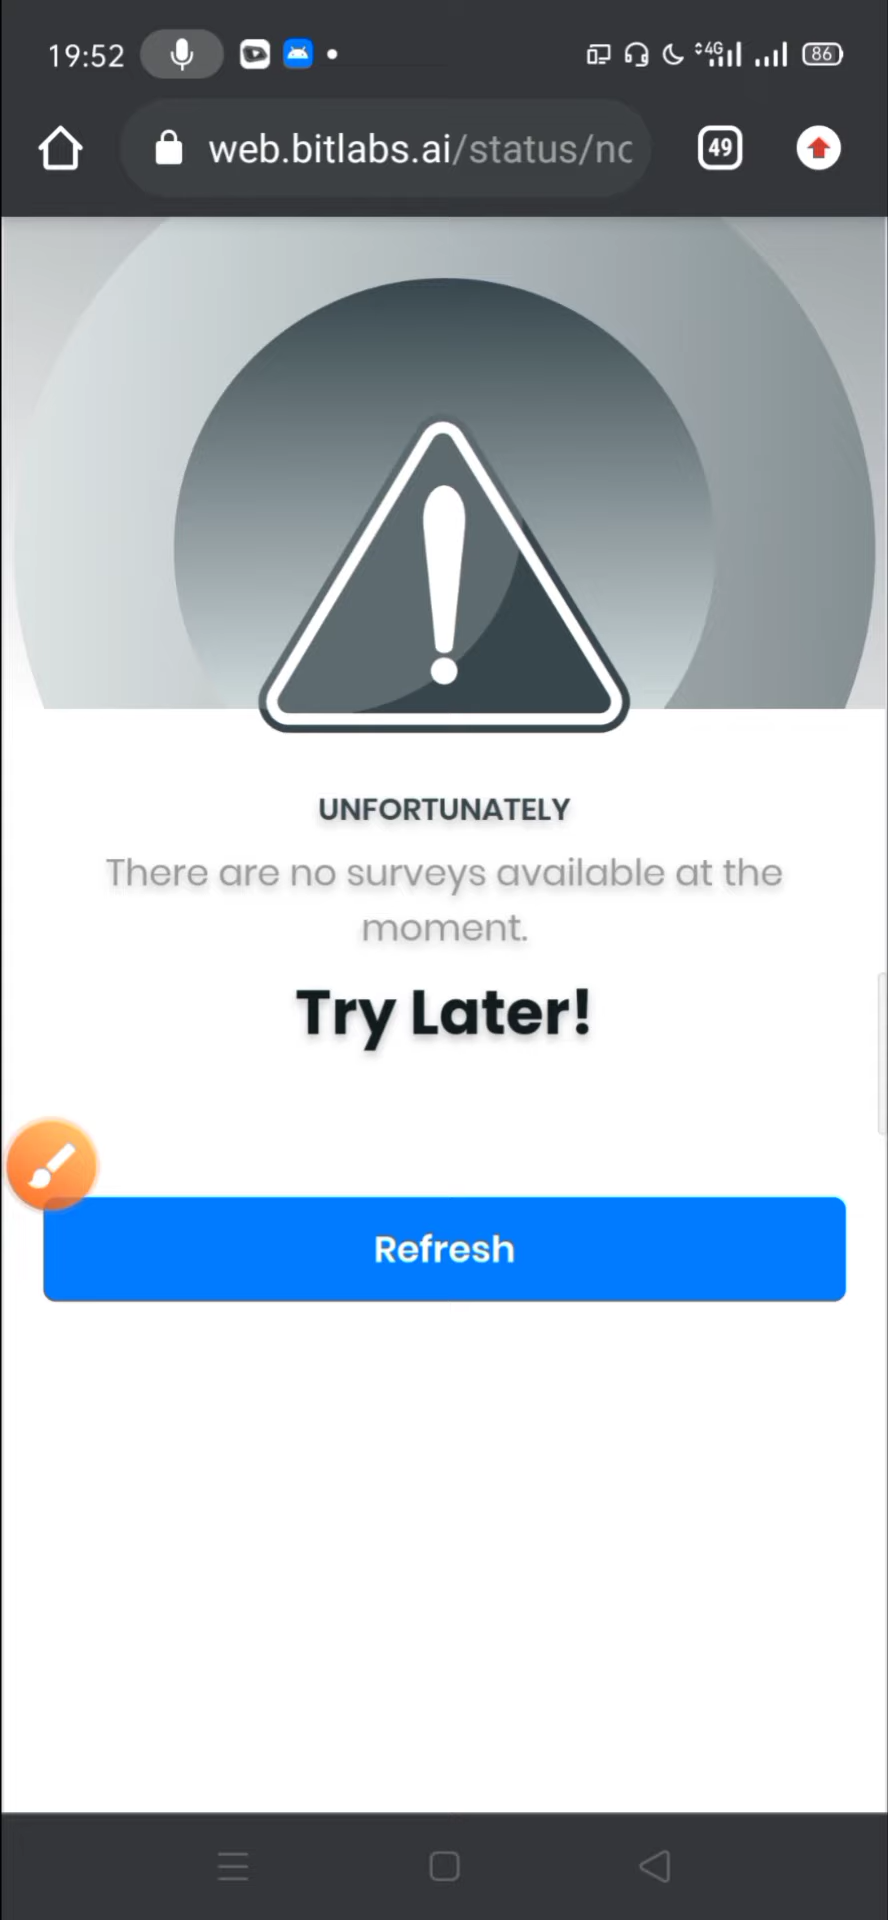 19:52 4G 86
web.bitlabs.ai/status/nc 49
UNFORTUNATELY
There are no surveys available at the
moment.
Try Later!
Refresh